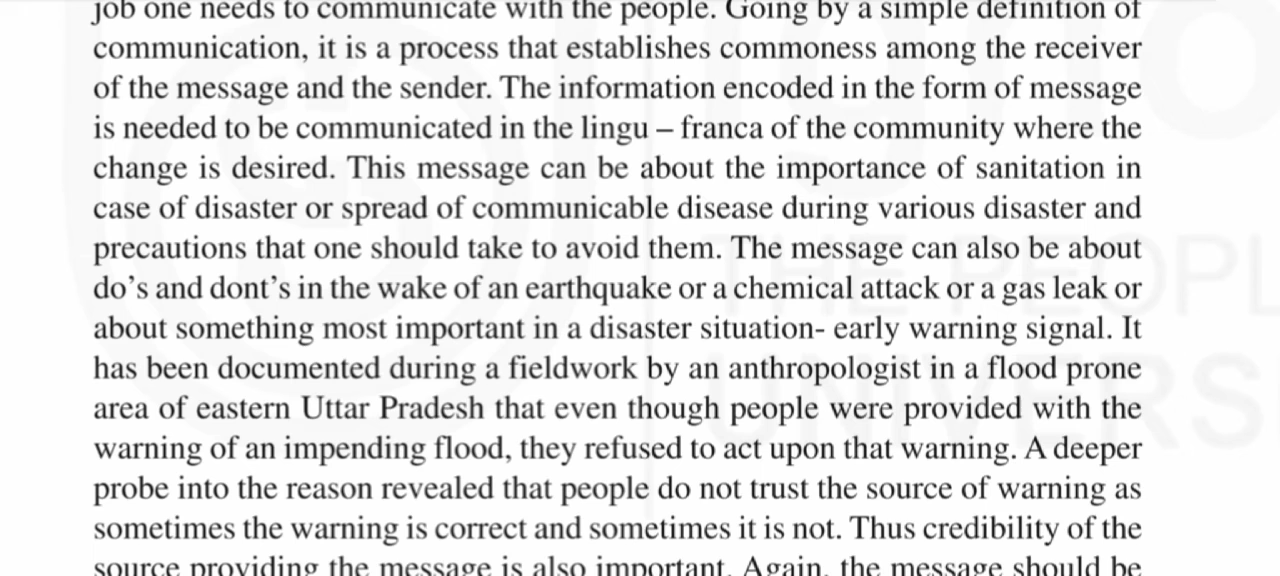 job one needs to communicate with the people. Going by a simple definition of
communication, it is a process that establishes commoness among the receiver
of the message and the sender. The information encoded in the form of message
is needed to be communicated in the lingu – franca of the community where the
change is desired. This message can be about the importance of sanitation in
case of disaster or spread of communicable disease during various disaster and
precautions that one should take to avoid them. The message can also be about
do’s and dont’s in the wake of an earthquake or a chemical attack or a gas leak or
about something most important in a disaster situation- early warning signal. It
has been documented during a fieldwork by an anthropologist in a flood prone
area of eastern Uttar Pradesh that even though people were provided with the
warning of an impending flood, they refused to act upon that warning. A deeper
probe into the reason revealed that people do not trust the source of warning as
sometimes the warning is correct and sometimes it is not. Thus credibility of the
source providing the message is also important. Again, the message should be
THE PEOPL
UNIVERS